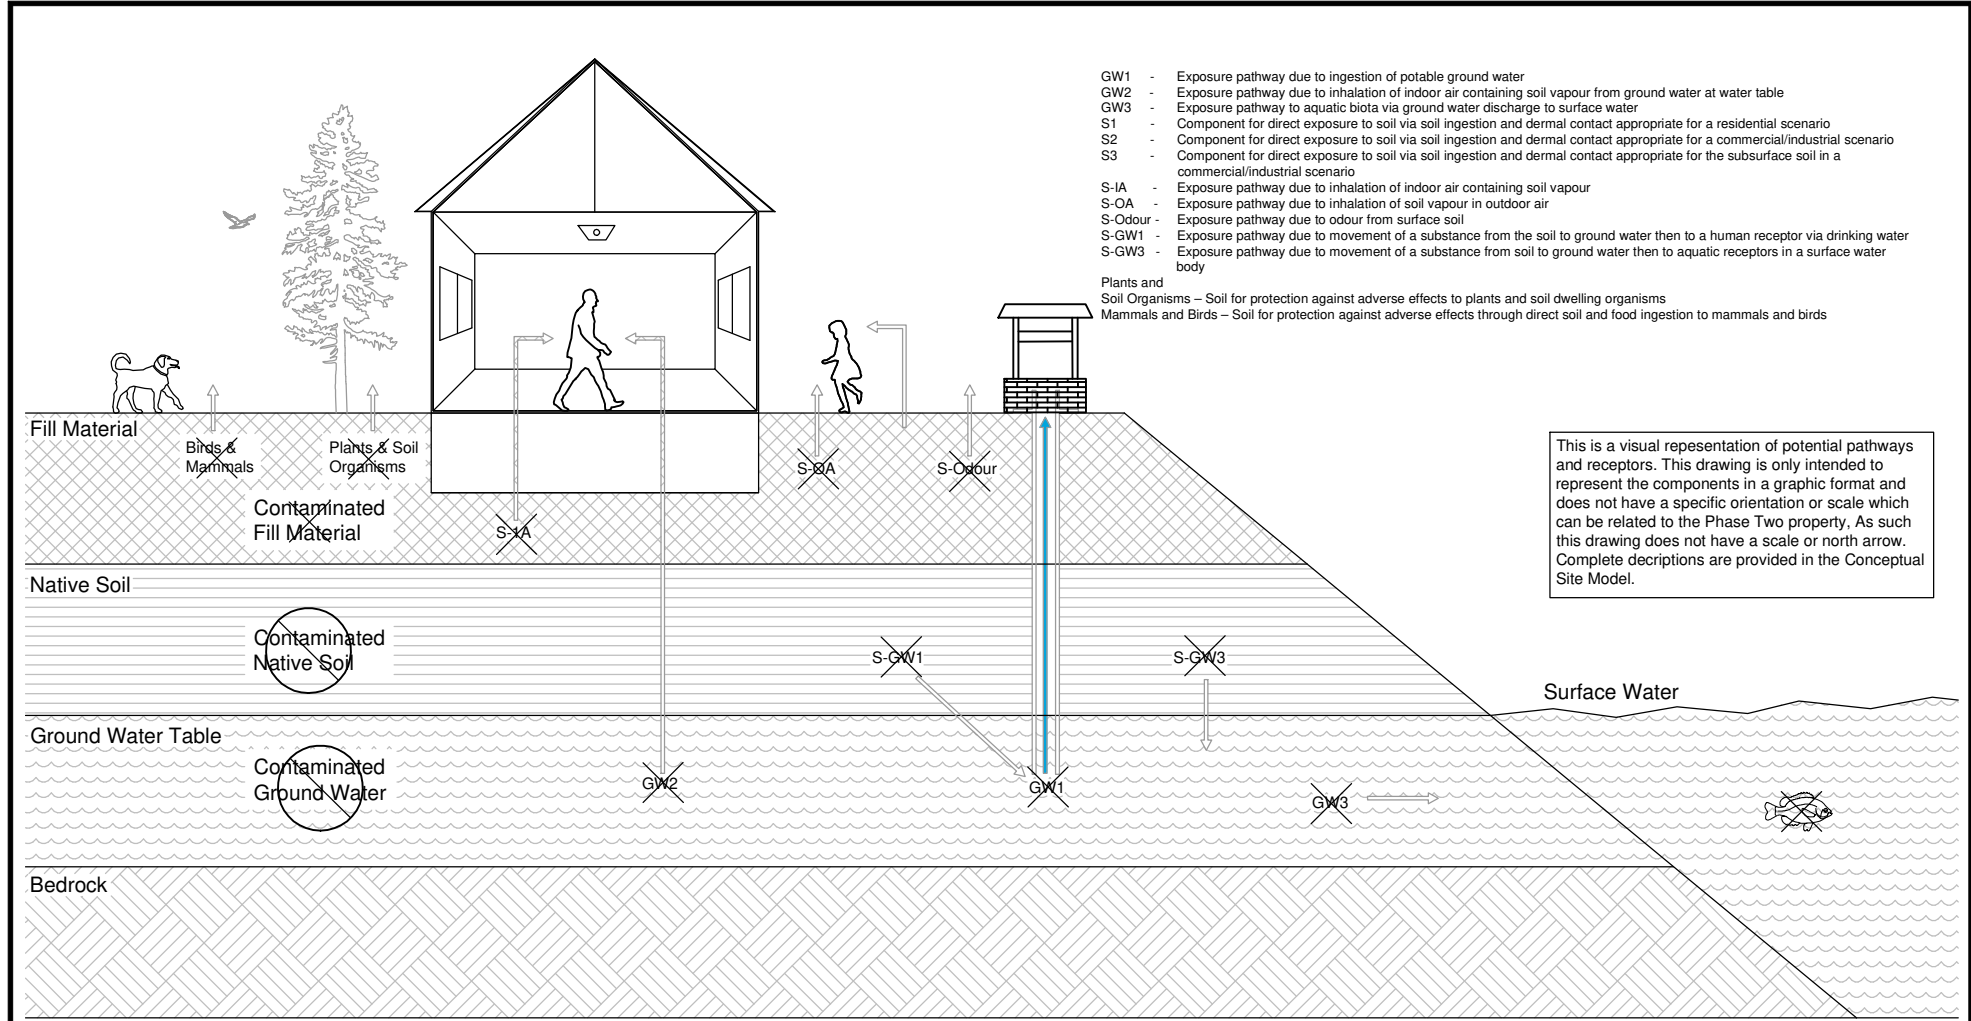 GW1 - Exposure pathway due to ingestion of potable ground water
GW2 - Exposure pathway due to inhalation of indoor air containing soil vapour from ground water at water table
GW3 - Exposure pathway to aquatic biota via ground water discharge to surface water
S1 - Component for direct exposure to soil via soil ingestion and dermal contact appropriate for a residential scenario
S2 - Component for direct exposure to soil via soil ingestion and dermal contact appropriate for a commercial/industrial scenario
S3 - Component for direct exposure to soil via soil ingestion and dermal contact appropriate for the subsurface soil in a
commercial/industrial scenario
S-IA - Exposure pathway due to inhalation of indoor air containing soil vapour
S-OA - Exposure pathway due to inhalation of soil vapour in outdoor air
S-Odour - Exposure pathway due to odour from surface soil
S-GW1 - Exposure pathway due to movement of a substance from the soil to ground water then to a human receptor via drinking water
S-GW3 - Exposure pathway due to movement of a substance from soil to ground water then to aquatic receptors in a surface water
body
Plants and
Soil Organisms – Soil for protection against adverse effects to plants and soil dwelling organisms
Mammals and Birds – Soil for protection against adverse effects through direct soil and food ingestion to mammals and birds
Fill Material
Birds &
Mammals
Plants & Soil
Organisms
S-OA
S-Odour
Contaminated
Fill Material
S-1A
This is a visual repesentation of potential pathways
and receptors. This drawing is only intended to
represent the components in a graphic format and
does not have a specific orientation or scale which
can be related to the Phase Two property, As such
this drawing does not have a scale or north arrow.
Complete decriptions are provided in the Conceptual
Site Model.
Native Soil
Contaminated
Native Soil
S-GW1
S-GW3
Surface Water
Ground Water Table
Contaminated
Ground Water
GW2
GW1
GW3
Bedrock